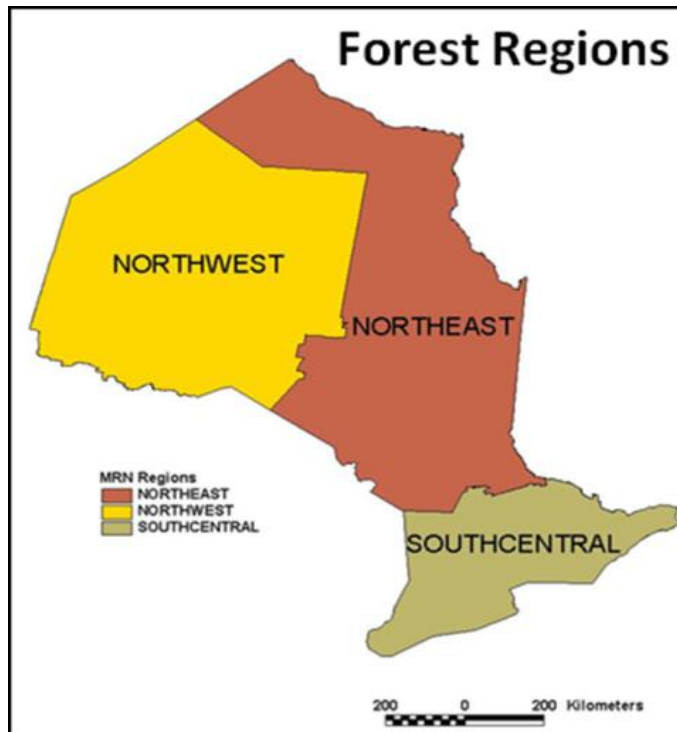 Forest Regions
NORTHWEST
NORTHEAST
MRN Regions
NORTHEAST
NORTHWEST
SOUTHCENTRAL
SOUTHCENTRAL
200 0 200 Kilometers